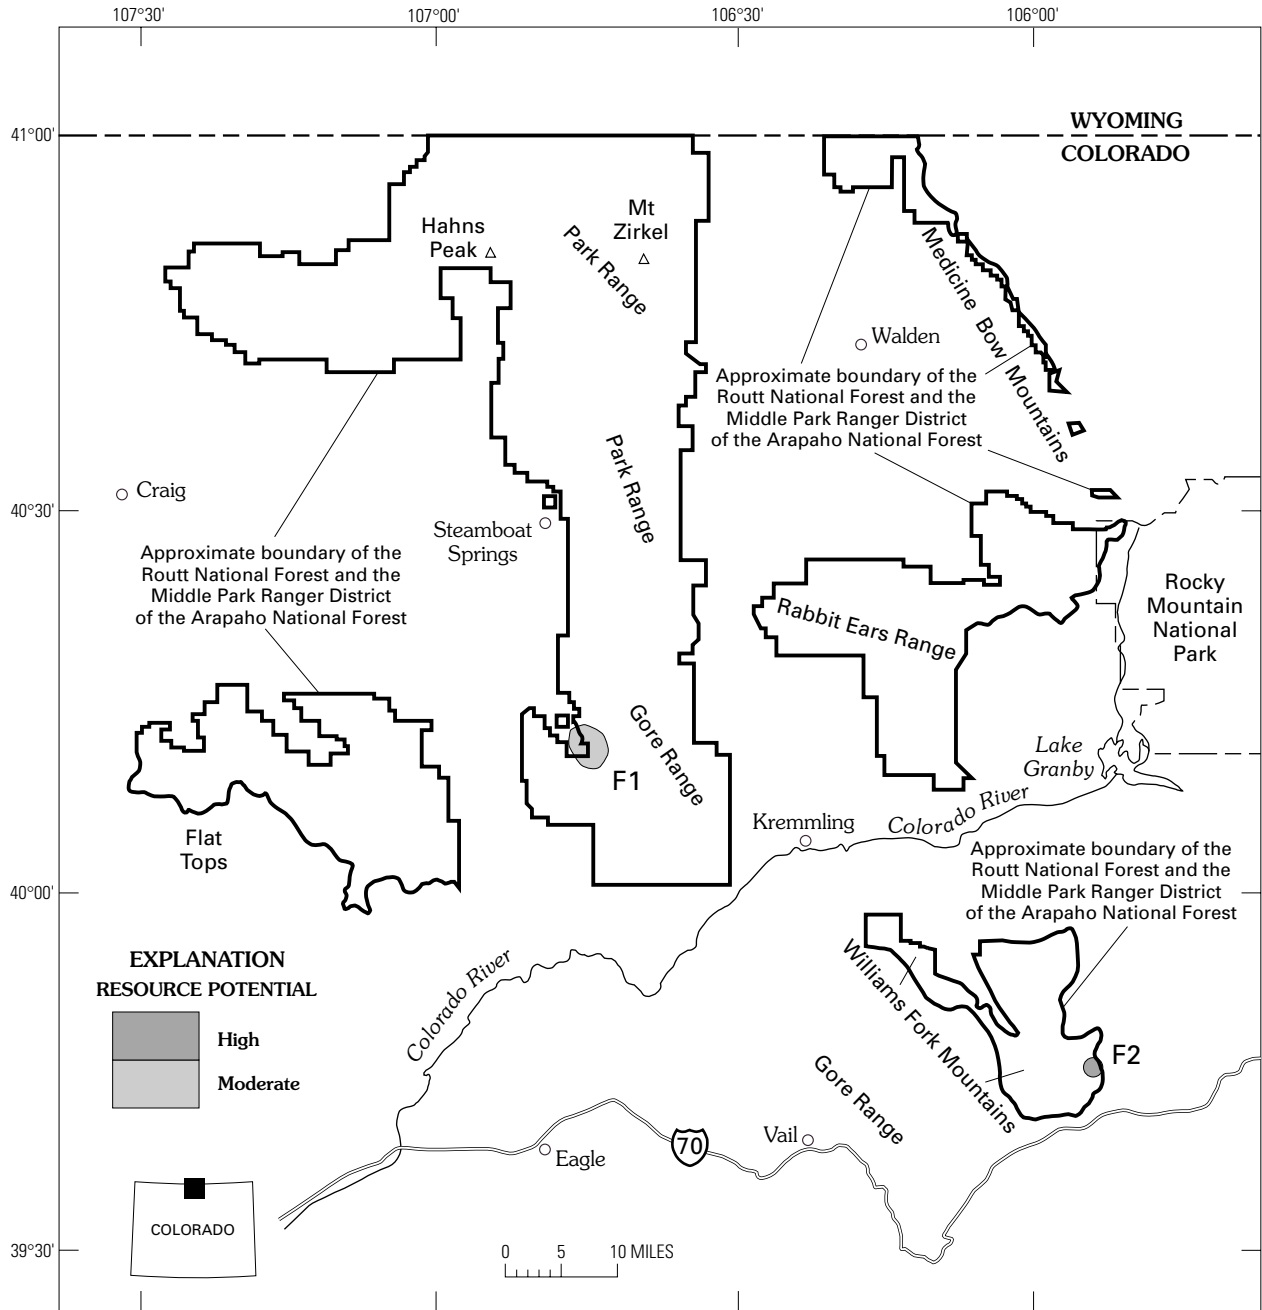 107°30'
107°00'
106°30'
106°00'
41°00'
WYOMING
COLORADO
Hahns
Peak
Mt
Zirkel
Park Range
Medicine Bow Mountains
Walden
Approximate boundary of the
Routt National Forest and the
Middle Park Ranger District
of the Arapaho National Forest
Park Range
Craig
40°30'
Steamboat
Springs
Approximate boundary of the
Routt National Forest and the
Middle Park Ranger District
of the Arapaho National Forest
Rocky
Mountain
National
Park
Rabbit Ears Range
Gore Range
F1
Lake
Granby
Colorado River
Kremmling
Flat
Tops
40°00'
Approximate boundary of the
Routt National Forest and the
Middle Park Ranger District
of the Arapaho National Forest
EXPLANATION
RESOURCE POTENTIAL
High
Moderate
Colorado River
Williams Fork Mountains
F2
Gore Range
Vail
70
Eagle
COLORADO
39°30'
0 5 10 MILES